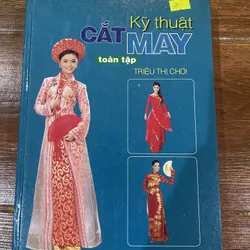 Kỹ thuật
CẮT MAY
toàn tập
TRIỆU THỊ CHƠI